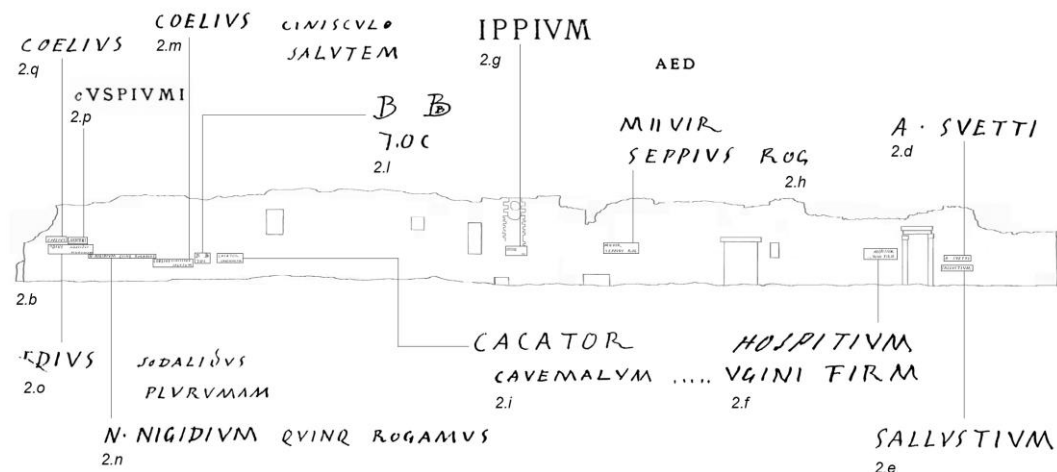 COELIVS
2.q
COELIVS CINISCVLO
2.m SALVTEM
IPPIVM
2.g
AED
cVSPIVMI
2.p
B B
7.OC
2.l
MIIVIR
SEPPIVS ROG
2.h
A · SVETTI
2.d
2.b
DIVS SODALIBVS
2.o PLVRVMAM
N· NIGIDIVM QVINQ ROGAMVS
2.n
CACATOR
CAVEMALVM .....
2.i
HOSPITIVM
VGINI FIRM
2.f
SALLVSTIVM
2.e